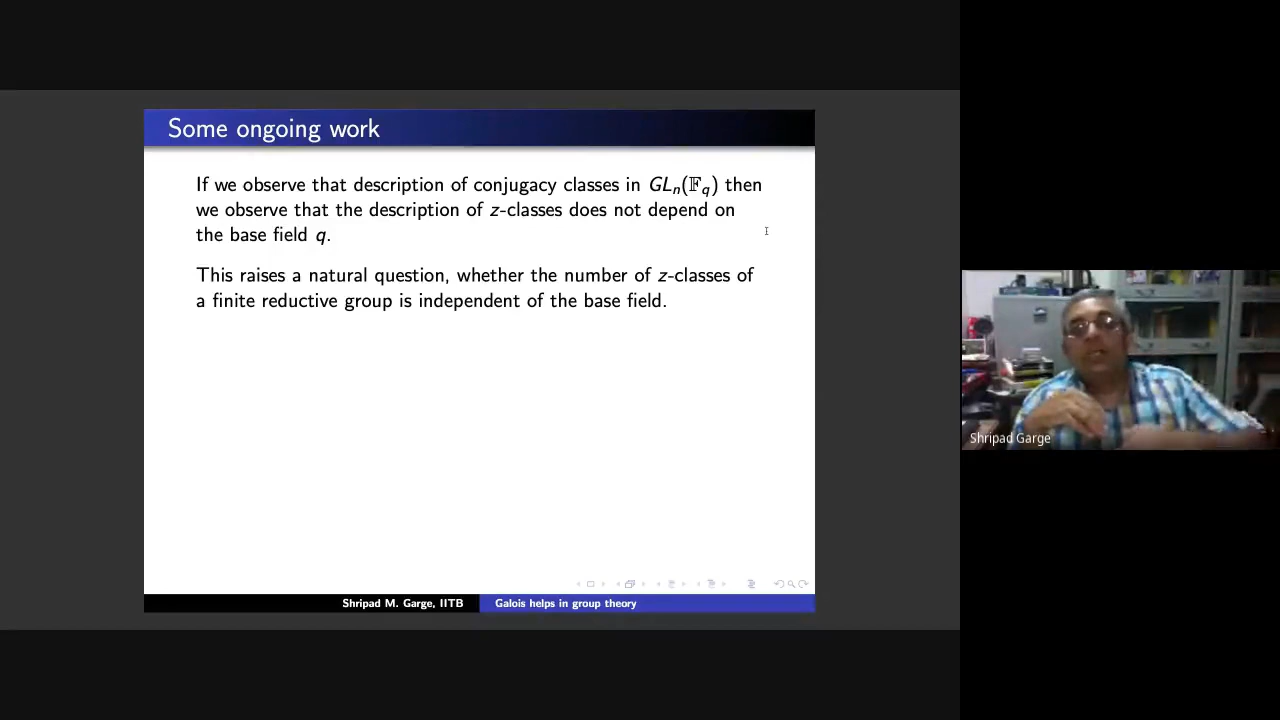 Some ongoing work
If we observe that description of conjugacy classes in GLₙ(𝔽_q) then
we observe that the description of z-classes does not depend on
the base field q.
This raises a natural question, whether the number of z-classes of
a finite reductive group is independent of the base field.
Shripad M. Garge, IITB
Galois helps in group theory
Shripad Garge